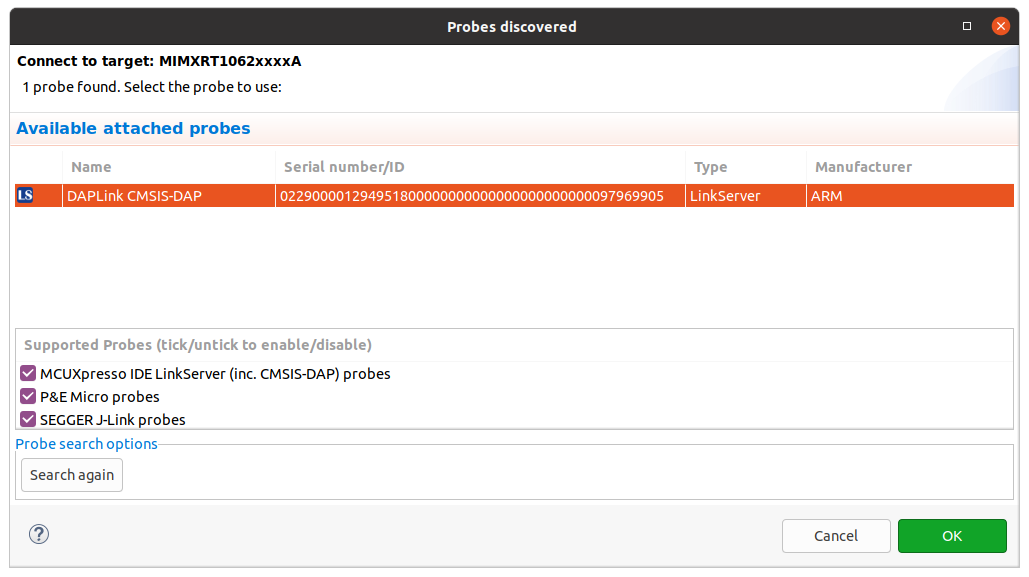 Probes discovered
Connect to target: MIMXRT1062xxxxA
1 probe found. Select the probe to use:
Available attached probes
Name Serial number/ID Type Manufacturer
LS DAPLink CMSIS-DAP 02290000129495180000000000000000000000097969905 LinkServer ARM
Supported Probes (tick/untick to enable/disable)
MCUXpresso IDE LinkServer (inc. CMSIS-DAP) probes
P&E Micro probes
SEGGER J-Link probes
Probe search options
Search again
? Cancel OK